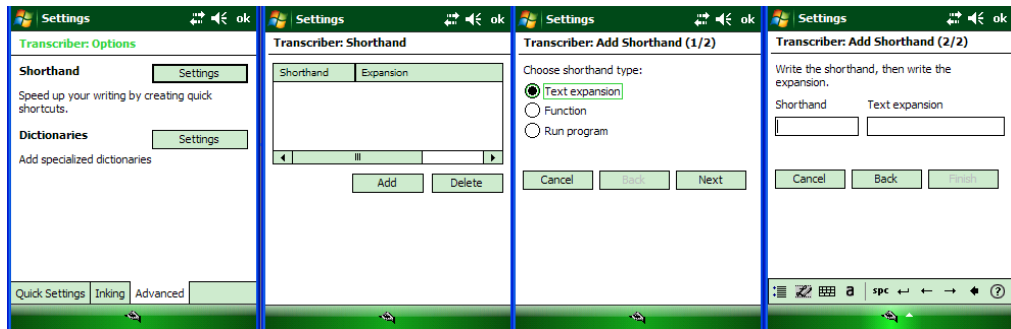 Settings ok
Transcriber: Options
Shorthand Settings
Speed up your writing by creating quick
shortcuts.
Dictionaries Settings
Add specialized dictionaries
Quick Settings Inking Advanced
Settings ok
Transcriber: Shorthand
Shorthand Expansion
Add Delete
Settings ok
Transcriber: Add Shorthand (1/2)
Choose shorthand type:
Text expansion
Function
Run program
Cancel Back Next
Settings ok
Transcriber: Add Shorthand (2/2)
Write the shorthand, then write the
expansion.
Shorthand Text expansion
Cancel Back Finish
a spc ?